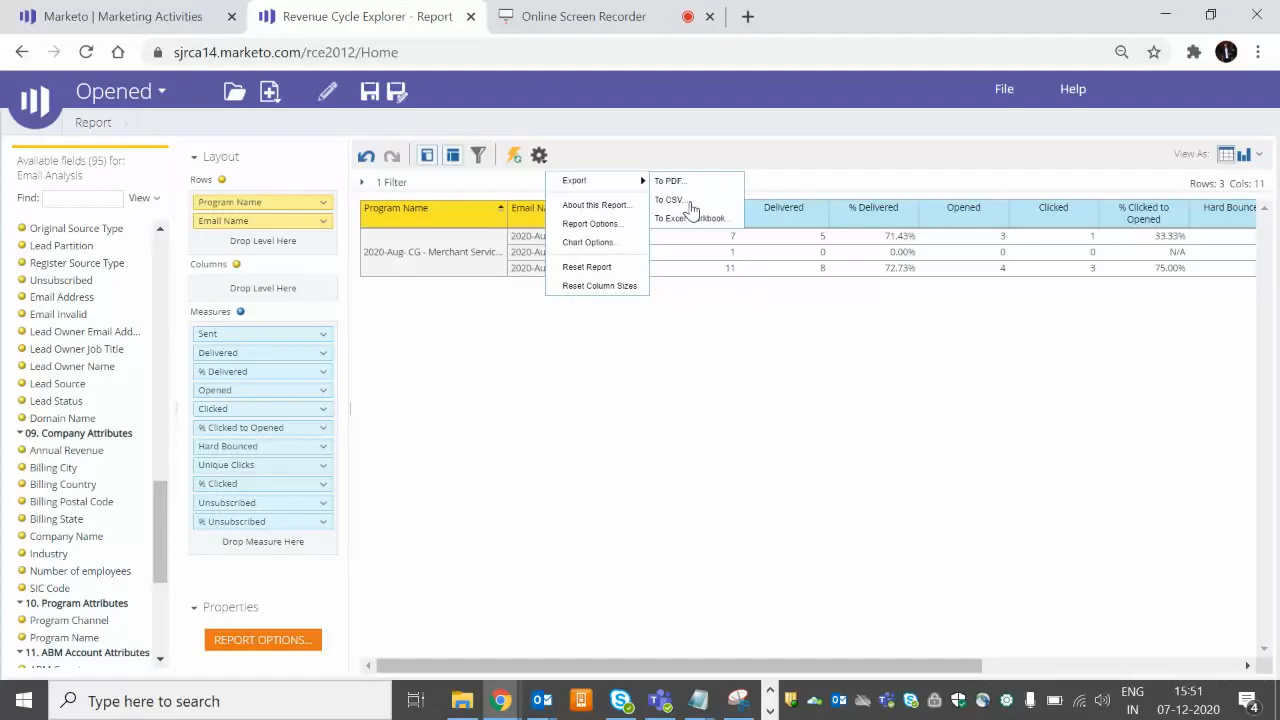 Marketo | Marketing Activities
Revenue Cycle Explorer - Report
Online Screen Recorder
sjrca14.marketo.com/rce2012/Home
Opened
File
Help
Report
Available fields (95) for:
Email Analysis
Find:
View
Original Source Type
Lead Partition
Register Source Type
Unsubscribed
Email Address
Email Invalid
Lead Owner Email Add...
Lead Owner Job Title
Lead Owner Name
Lead Source
Lead Status
Domain Name
09. Company Attributes
Annual Revenue
Billing City
Billing Country
Billing Postal Code
Billing State
Company Name
Industry
Number of employees
SIC Code
10. Program Attributes
Program Channel
Program Name
11. ABM Account Attributes
Layout
Rows
Program Name
Email Name
Drop Level Here
Columns
Drop Level Here
Measures
Sent
Delivered
% Delivered
Opened
Clicked
% Clicked to Opened
Hard Bounced
Unique Clicks
% Clicked
Unsubscribed
% Unsubscribed
Drop Measure Here
Properties
REPORT OPTIONS...
View As:
1 Filter
Rows: 3 Cols: 11
Export
About this Report...
Report Options...
Chart Options...
Reset Report
Reset Column Sizes
To PDF...
To CSV...
Program Name Delivered % Delivered Opened Clicked % Clicked to Opened Hard Bounce
2020-Aug- CG - Merchant Servic...
2020-Aug 7 5 71.43% 3 1 33.33%
2020-Aug 1 0 0.00% 0 0 N/A
2020-Aug 11 8 72.73% 4 3 75.00%
Type here to search
ENG
IN
15:51
07-12-2020
4